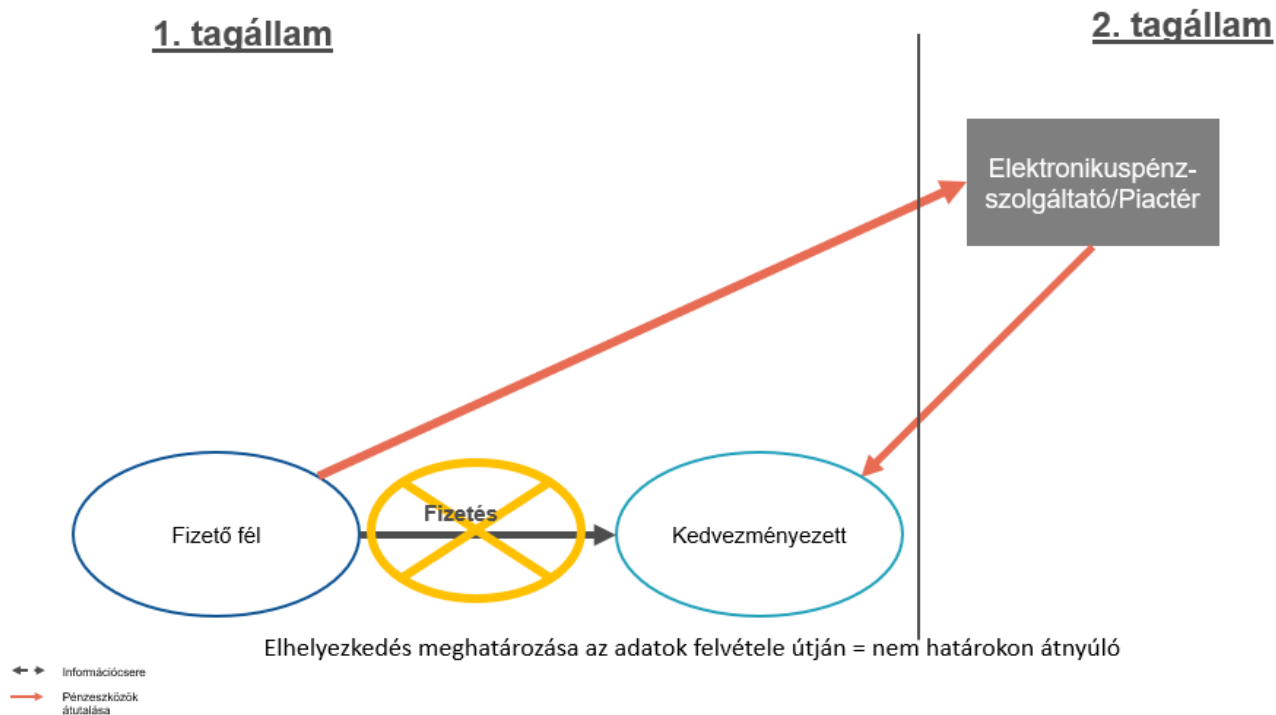 1. tagállam
2. tagállam
Elektronikuspénz-
szolgáltató/Piactér
Fizetés
Fizető fél
Kedvezményezett
Elhelyezkedés meghatározása az adatok felvétele útján = nem határokon átnyúló
Információcsere
Pénzeszközök
átutalása